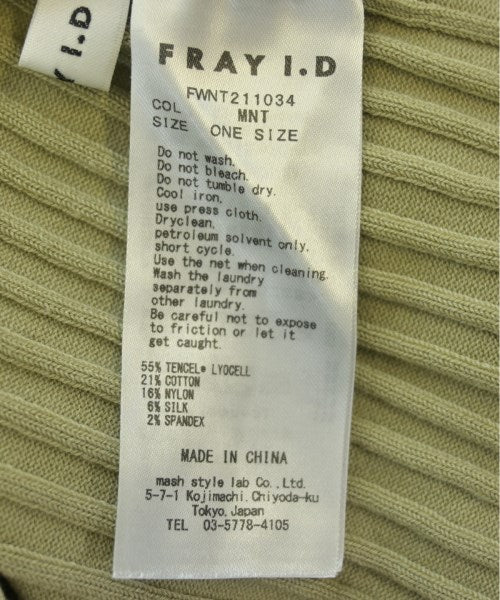 Y I.D
FRAY I.D
FWNT211034
COL MNT
SIZE ONE SIZE
Do not wash.
Do not bleach.
Do not tumble dry.
Cool iron,
use press cloth.
Dryclean,
petroleum solvent only.
short cycle.
Use the net when cleaning.
Wash the laundry
separately from
other laundry.
Be careful not to expose
to friction or let it
get caught.
55% TENCEL® LYOCELL
21% COTTON
16% NYLON
6% SILK
2% SPANDEX
MADE IN CHINA
mash style lab Co.,Ltd.
5-7-1 Kojimachi.Chiyoda-ku
Tokyo.Japan
TEL 03-5778-4105